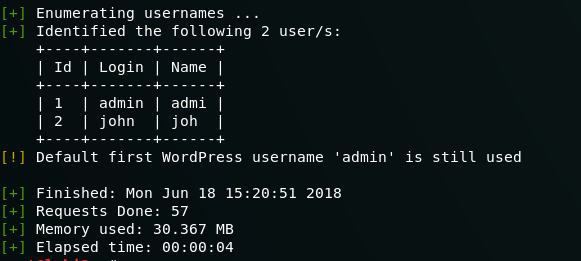 [+] Enumerating usernames ...
[+] Identified the following 2 user/s:
    +----+-------+------+
    | Id | Login | Name |
    +----+-------+------+
    | 1  | admin | admi |
    | 2  | john  | joh  |
    +----+-------+------+
[!] Default first WordPress username 'admin' is still used
[+] Finished: Mon Jun 18 15:20:51 2018
[+] Requests Done: 57
[+] Memory used: 30.367 MB
[+] Elapsed time: 00:00:04